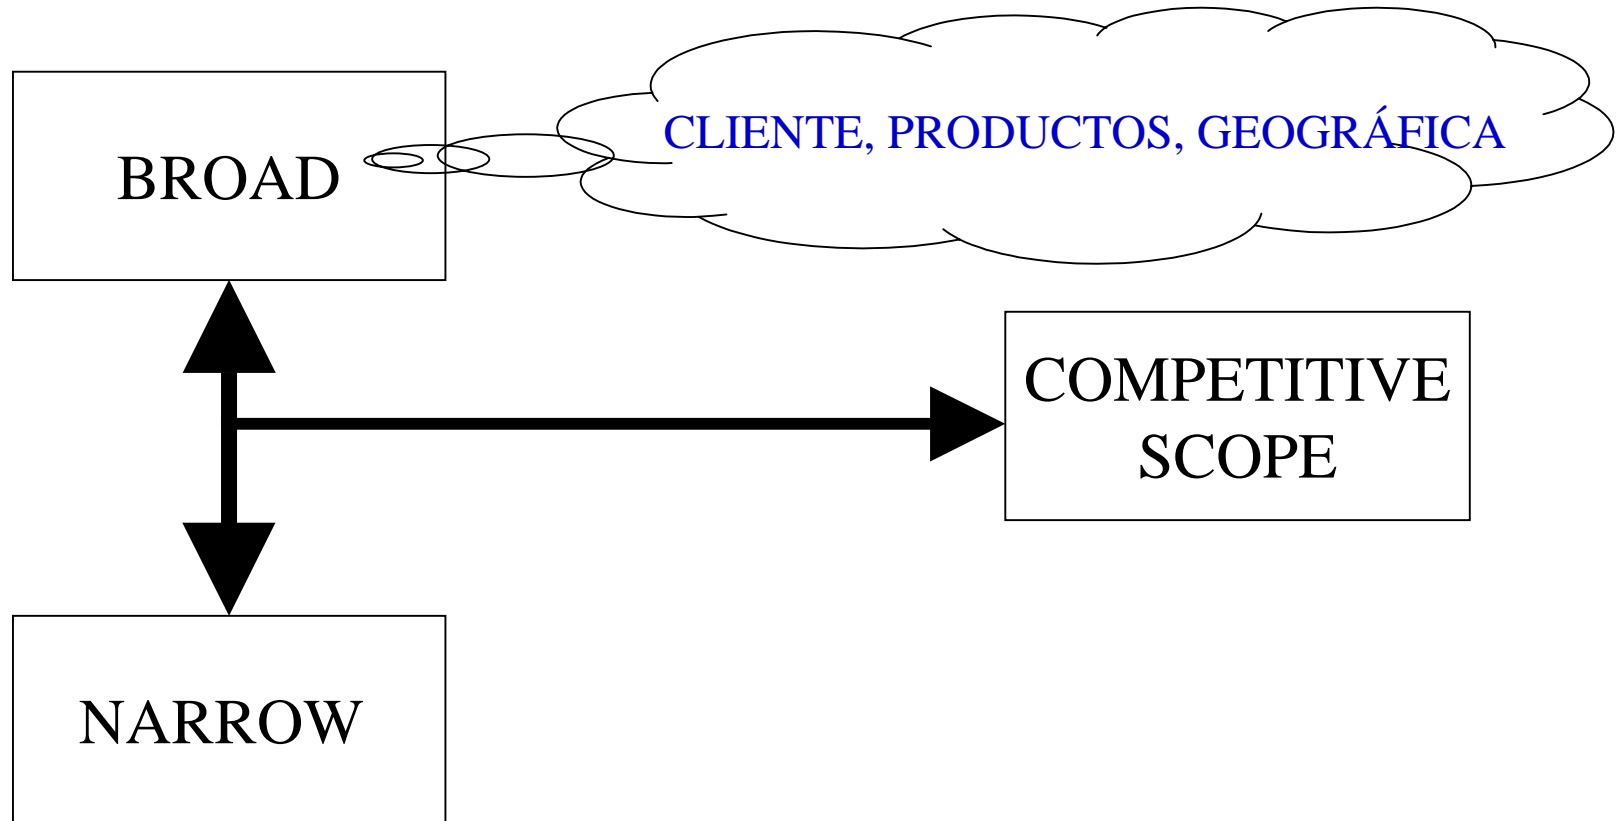 CLIENTE, PRODUCTOS, GEOGRÁFICA
BROAD
COMPETITIVE
SCOPE
NARROW